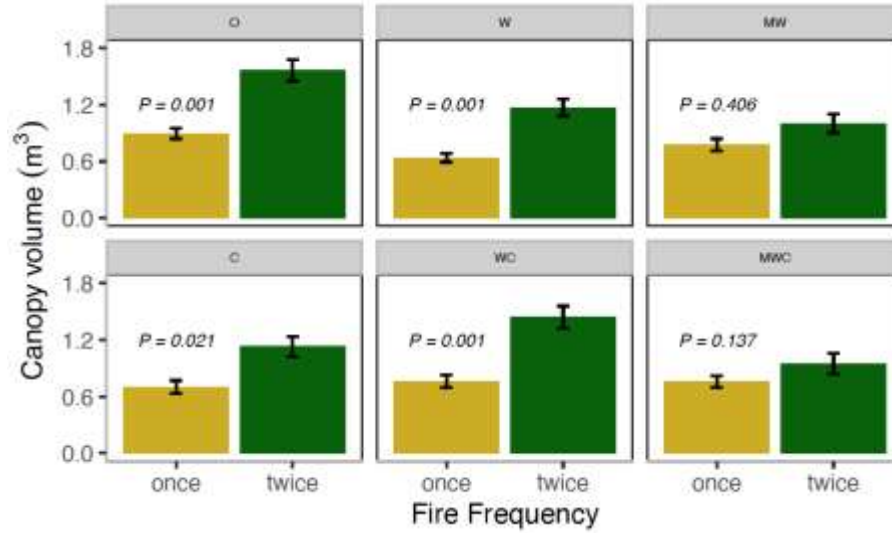 O W MW
1.8
1.2
0.6
0.0
P = 0.001 P = 0.001 P = 0.406
C WC MWC
1.8
1.2
0.6
0.0
P = 0.021 P = 0.001 P = 0.137
Canopy volume (m³)
once twice once twice once twice
Fire Frequency